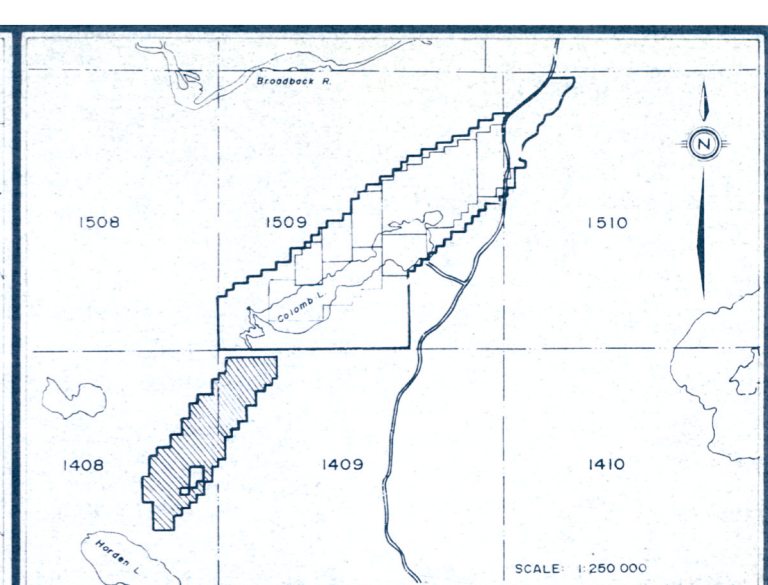 Broadback R.
N
1508
1509
1510
Colomb L.
1408
1409
1410
Horden L.
SCALE: 1:250 000